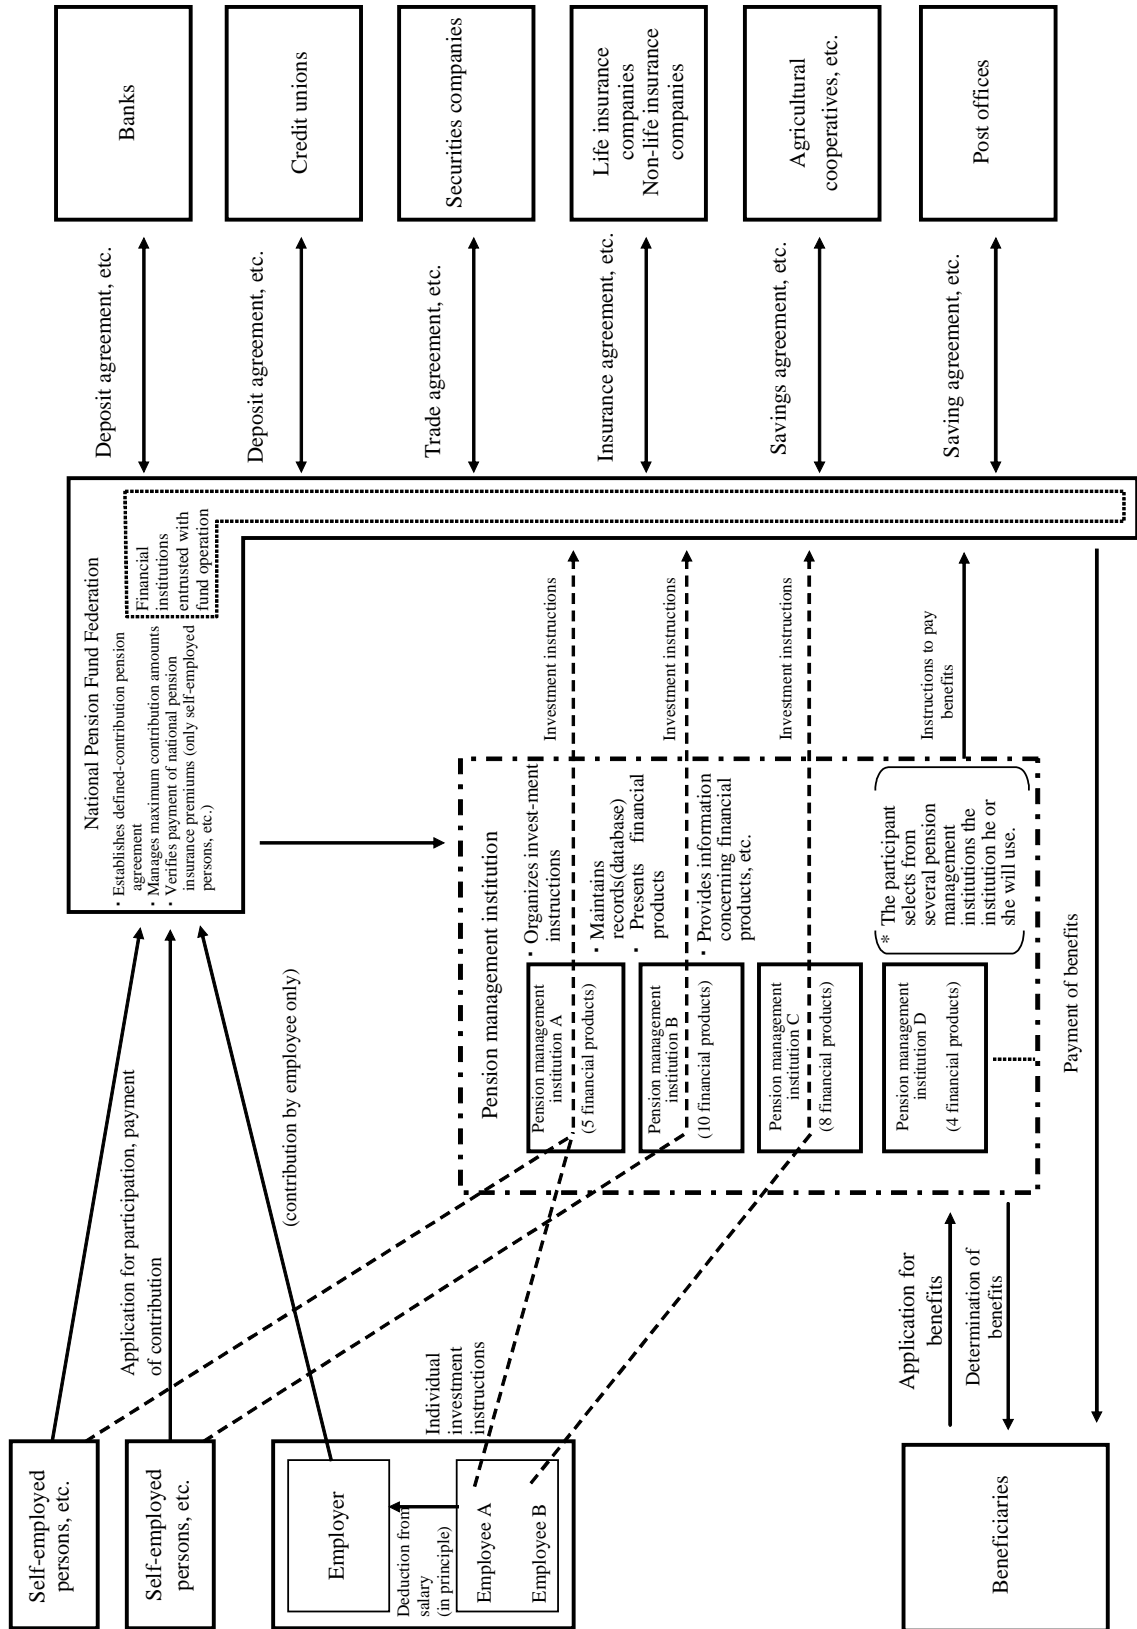 Self-employed
persons, etc.
Self-employed
persons, etc.
Employer
Deduction from
salary
(in principle)
Employee A
Employee B
Beneficiaries
Application for participation, payment
of contribution
(contribution by employee only)
Individual
investment
instructions
Application for
benefits
Determination of
benefits
Payment of benefits
National Pension Fund Federation
・Establishes defined-contribution pension
agreement
・Manages maximum contribution amounts
・Verifies payment of national pension
insurance premiums (only self-employed
persons, etc.)
Financial
institutions
entrusted with
fund operation
Pension management institution
Pension management
institution A
(5 financial products)
Pension management
institution B
(10 financial products)
Pension management
institution C
(8 financial products)
Pension management
institution D
(4 financial products)
・Organizes invest-ment
instructions
・Maintains
records(database)
・Presents financial
products
・Provides information
concerning financial
products, etc.
* The participant
selects from
several pension
management
institutions the
institution he or
she will use.
Investment instructions
Investment instructions
Investment instructions
Instructions to pay
benefits
Deposit agreement, etc.
Deposit agreement, etc.
Trade agreement, etc.
Insurance agreement, etc.
Savings agreement, etc.
Saving agreement, etc.
Banks
Credit unions
Securities companies
Life insurance
companies
Non-life insurance
companies
Agricultural
cooperatives, etc.
Post offices